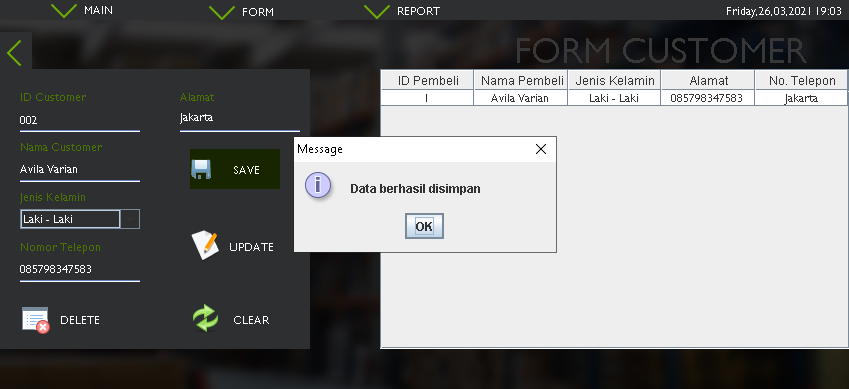 MAIN FORM REPORT Friday,26,03,2021 19:03
FORM CUSTOMER
ID Customer Alamat
002 Jakarta
Nama Customer
Avila Varian
SAVE
Jenis Kelamin
Laki - Laki
Nomor Telepon
085798347583
UPDATE
DELETE CLEAR
ID Pembeli Nama Pembeli Jenis Kelamin Alamat No. Telepon
1 Avila Varian Laki - Laki 085798347583 Jakarta
Message
Data berhasil disimpan
OK